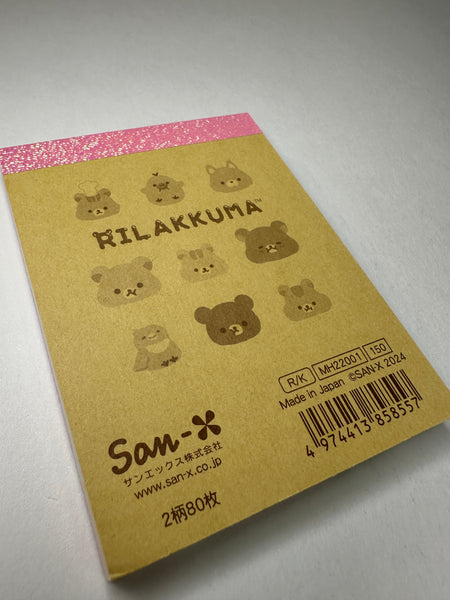 RILAKKUMA™
R/K MH22001 150
Made in Japan ©SAN-X 2024
4 974413 858557
San-X
サンエックス株式会社
www.san-x.co.jp
2柄80枚